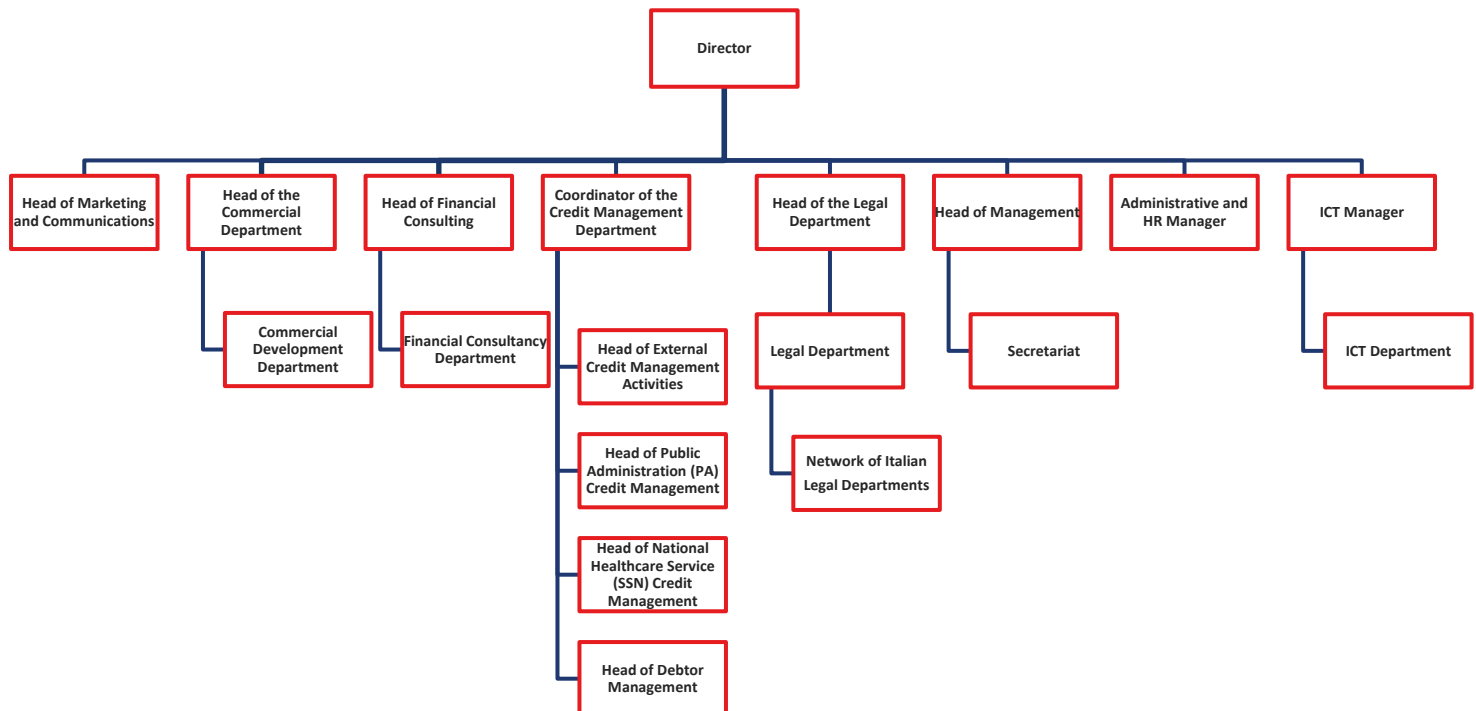 Director
Head of Marketing
and Communications
Head of the
Commercial
Department
Head of Financial
Consulting
Coordinator of the
Credit Management
Department
Head of the Legal
Department
Head of Management
Administrative and
HR Manager
ICT Manager
Commercial
Development
Department
Financial Consultancy
Department
Head of External
Credit Management
Activities
Head of Public
Administration (PA)
Credit Management
Head of National
Healthcare Service
(SSN) Credit
Management
Head of Debtor
Management
Legal Department
Network of Italian
Legal Departments
Secretariat
ICT Department